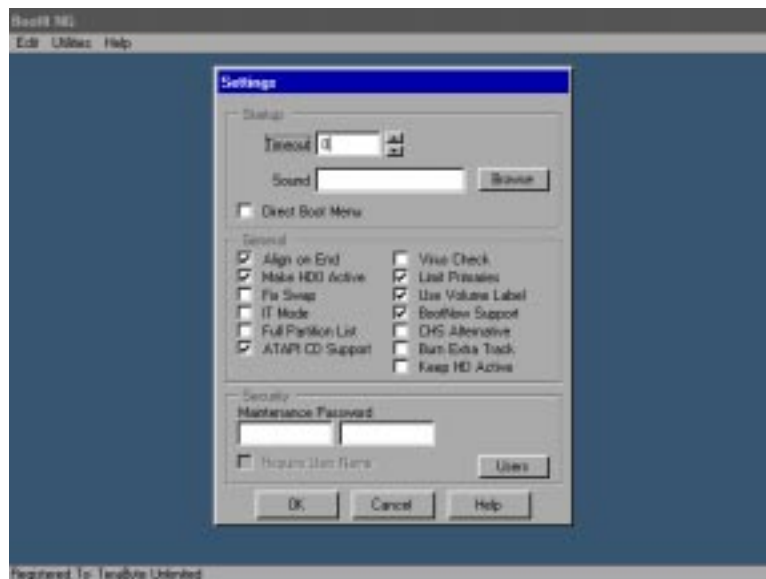 BootIt NG
Edit Utilities Help
Settings
Startup
Timeout 0
Sound Browse
Direct Boot Menu
General
Align on End Virus Check
Make HD0 Active Limit Primaries
Fix Swap Use Volume Label
IT Mode BootNow Support
Full Partition List CHS Alternative
ATAPI CD Support Burn Extra Track
Keep HD Active
Security
Maintenance Password
Require User Name Users
OK Cancel Help
Registered To: TeraByte Unlimited